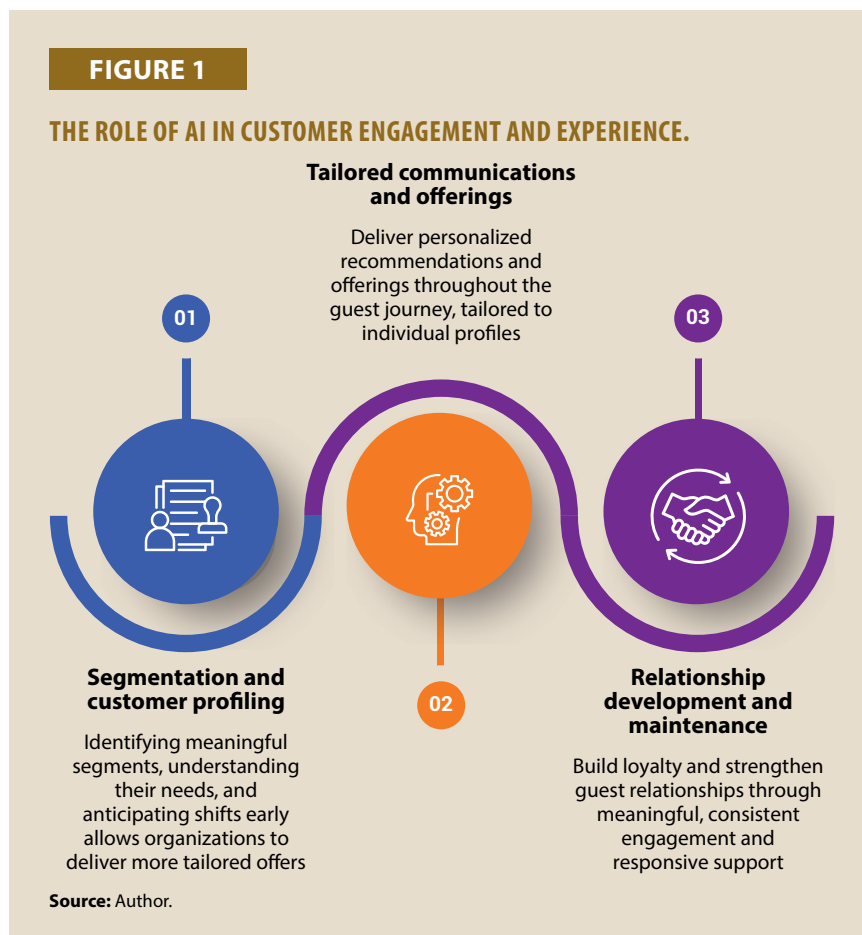 FIGURE 1
THE ROLE OF AI IN CUSTOMER ENGAGEMENT AND EXPERIENCE.
01
Segmentation and
customer profiling
Identifying meaningful
segments, understanding
their needs, and
anticipating shifts early
allows organizations to
deliver more tailored offers
Tailored communications
and offerings
Deliver personalized
recommendations and
offerings throughout the
guest journey, tailored to
individual profiles
02
03
Relationship
development and
maintenance
Build loyalty and strengthen
guest relationships through
meaningful, consistent
engagement and
responsive support
Source: Author.